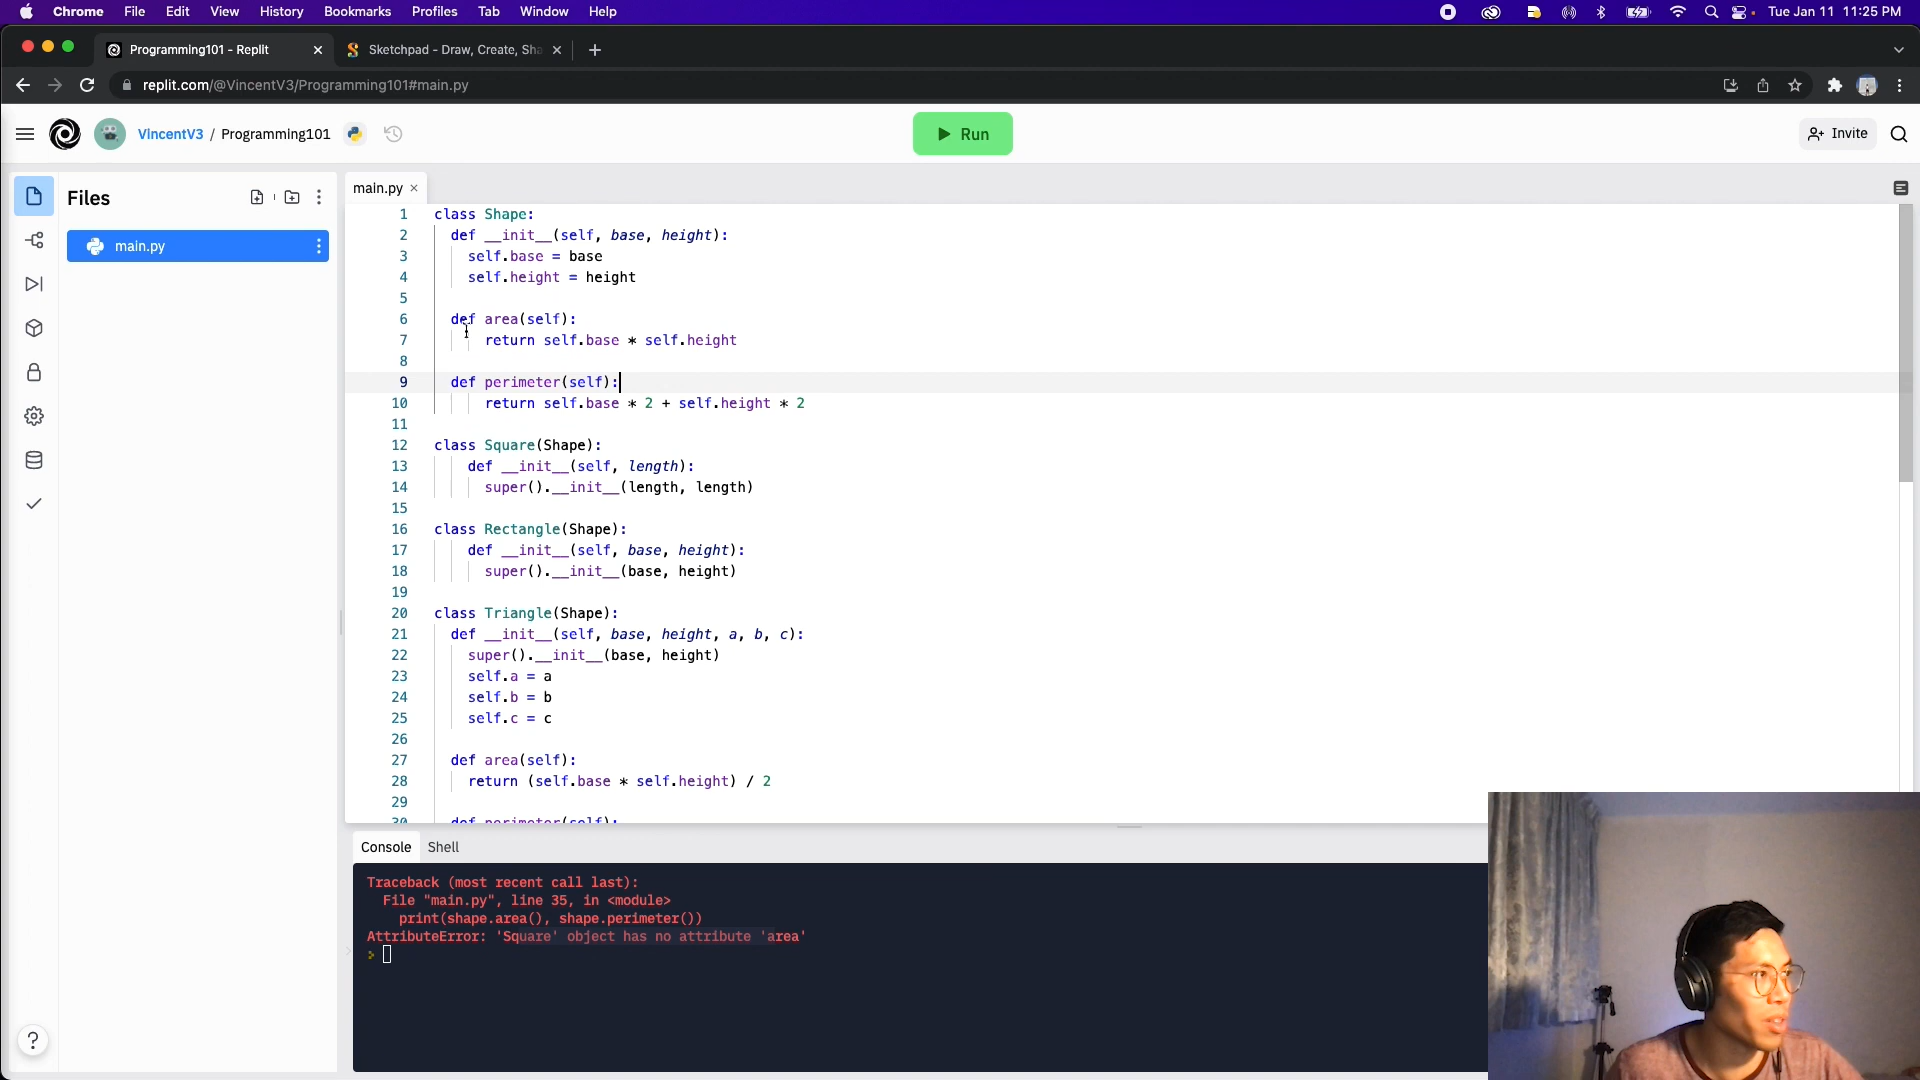 Chrome File Edit View History Bookmarks Profiles Tab Window Help Tue Jan 11 11:25 PM
Programming101 - Replit Sketchpad - Draw, Create, Sha
replit.com/@VincentV3/Programming101#main.py
VincentV3 / Programming101 Run Invite
Files
main.py
main.py
1 class Shape:
2 def __init__(self, base, height):
3 self.base = base
4 self.height = height
5
6 def area(self):
7 return self.base * self.height
8
9 def perimeter(self):
10 return self.base * 2 + self.height * 2
11
12 class Square(Shape):
13 def __init__(self, length):
14 super().__init__(length, length)
15
16 class Rectangle(Shape):
17 def __init__(self, base, height):
18 super().__init__(base, height)
19
20 class Triangle(Shape):
21 def __init__(self, base, height, a, b, c):
22 super().__init__(base, height)
23 self.a = a
24 self.b = b
25 self.c = c
26
27 def area(self):
28 return (self.base * self.height) / 2
29
30 def perimeter(self):
Console Shell
Traceback (most recent call last):
File "main.py", line 35, in <module>
print(shape.area(), shape.perimeter())
AttributeError: 'Square' object has no attribute 'area'
>
?